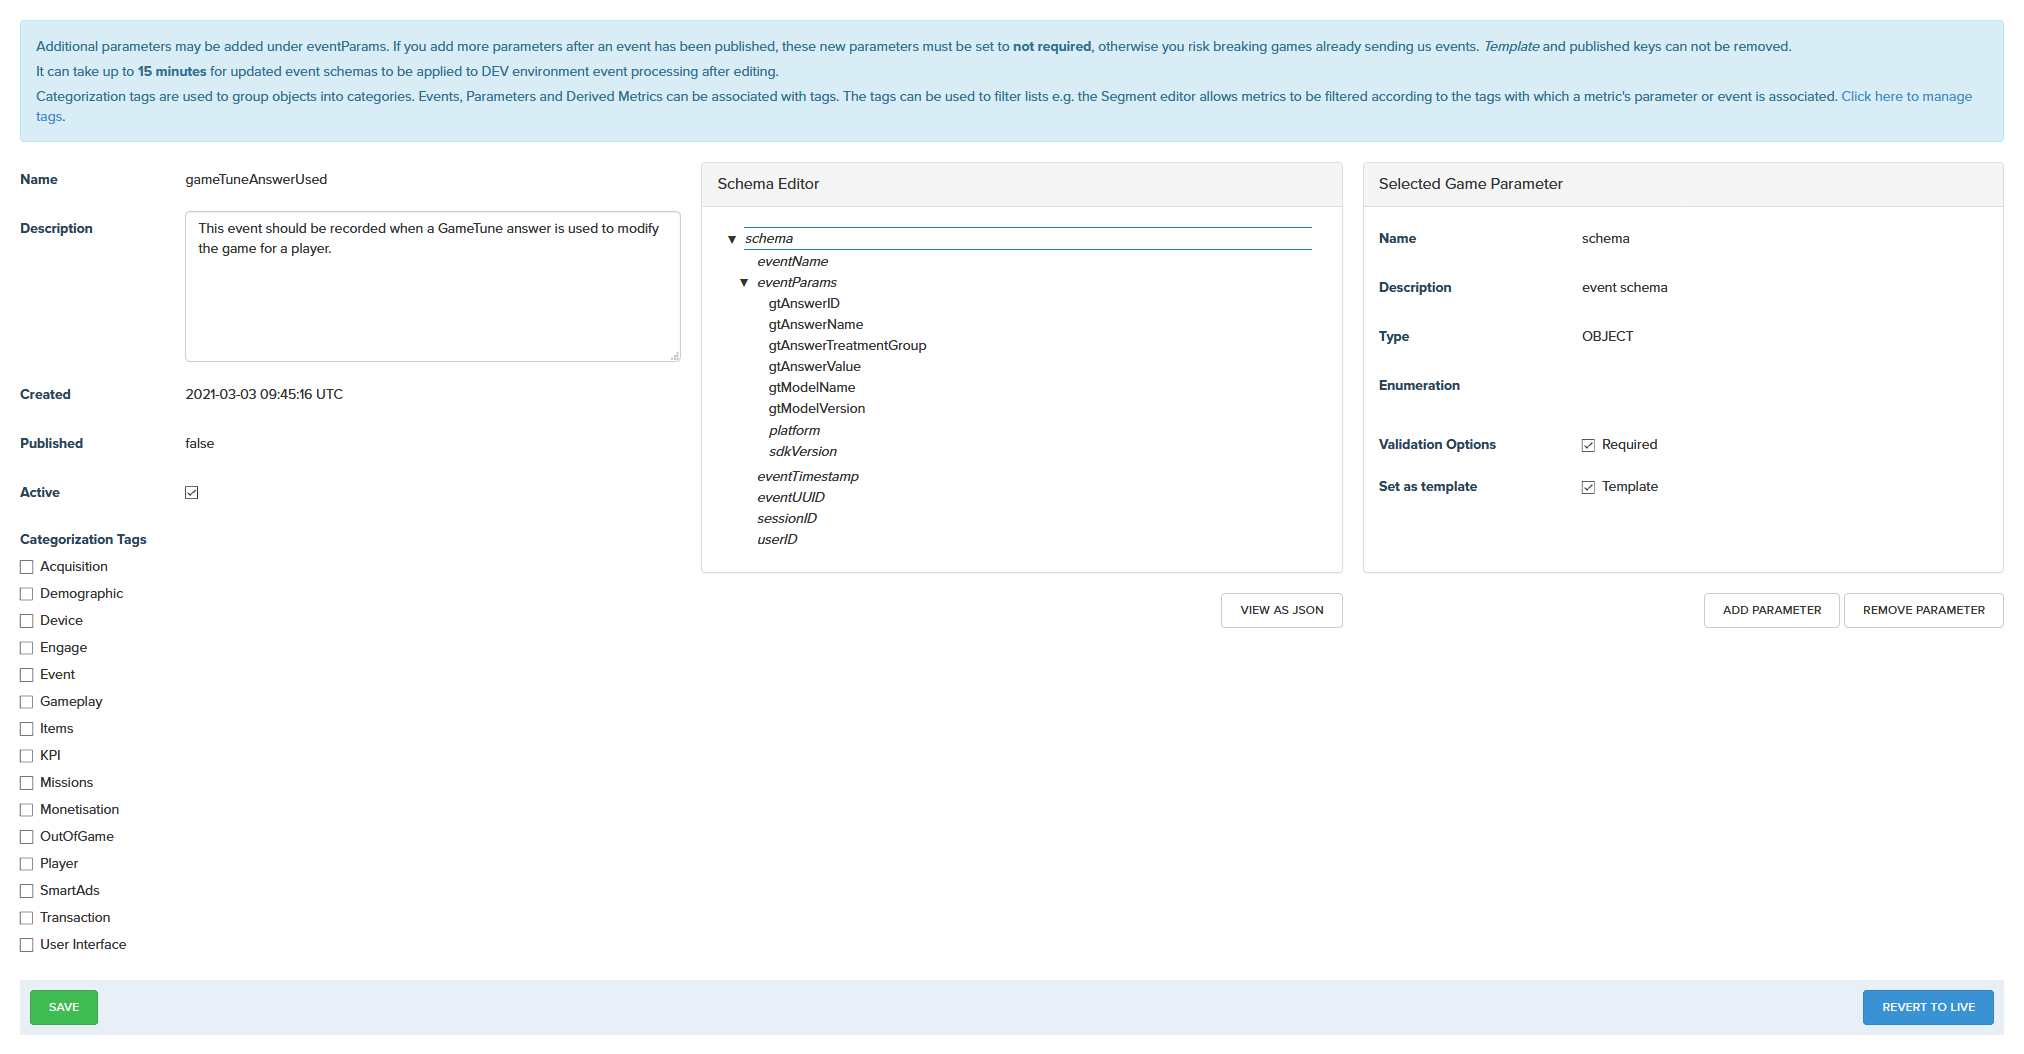 Additional parameters may be added under eventParams. If you add more parameters after an event has been published, these new parameters must be set to not required, otherwise you risk breaking games already sending us events. Template and published keys can not be removed.
It can take up to 15 minutes for updated event schemas to be applied to DEV environment event processing after editing.
Categorization tags are used to group objects into categories. Events, Parameters and Derived Metrics can be associated with tags. The tags can be used to filter lists e.g. the Segment editor allows metrics to be filtered according to the tags with which a metric's parameter or event is associated. Click here to manage
tags.
Name
gameTuneAnswerUsed
Description
This event should be recorded when a GameTune answer is used to modify
the game for a player.
Created
2021-03-03 09:45:16 UTC
Published
false
Active
Categorization Tags
Acquisition
Demographic
Device
Engage
Event
Gameplay
Items
KPI
Missions
Monetisation
OutOfGame
Player
SmartAds
Transaction
User Interface
Schema Editor
schema
eventName
eventParams
gtAnswerID
gtAnswerName
gtAnswerTreatmentGroup
gtAnswerValue
gtModelName
gtModelVersion
platform
sdkVersion
eventTimestamp
eventUUID
sessionID
userID
VIEW AS JSON
Selected Game Parameter
Name
schema
Description
event schema
Type
OBJECT
Enumeration
Validation Options
Required
Set as template
Template
ADD PARAMETER
REMOVE PARAMETER
SAVE
REVERT TO LIVE